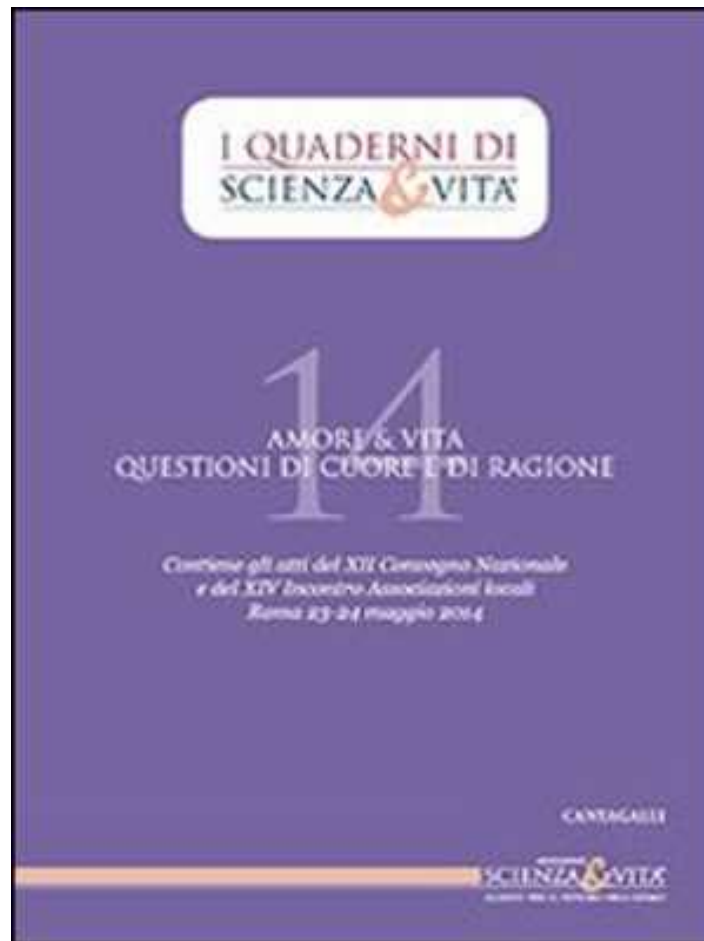 I QUADERNI DI
SCIENZA & VITA
14
AMORE & VITA
QUESTIONI DI CUORE E DI RAGIONE
Contiene gli atti del XII Convegno Nazionale
e del XIV Incontro Associazioni locali
Roma 23-24 maggio 2014
CANTAGALLI
SCIENZA & VITA